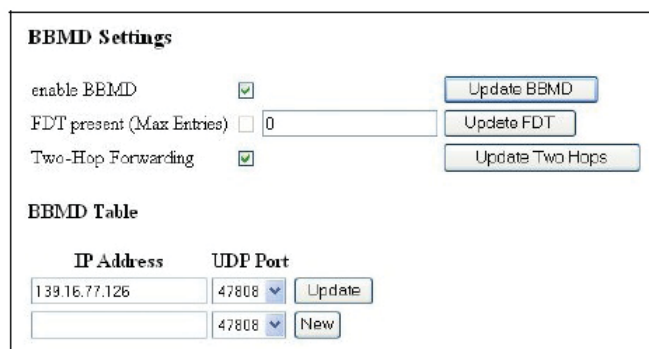 BBMD Settings
enable BBMD Update BBMD
FDT present (Max Entries) 0 Update FDT
Two-Hop Forwarding Update Two Hops
BBMD Table
IP Address UDP Port
139.16.77.126 47808 Update
47808 New